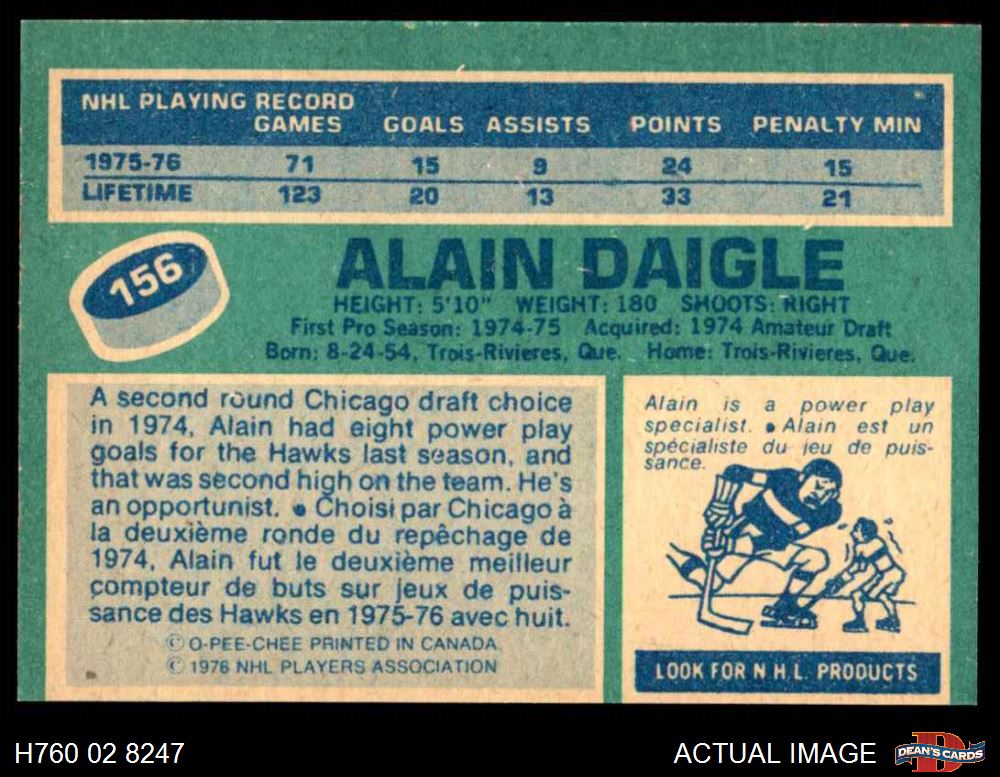 NHL PLAYING RECORD
GAMES GOALS ASSISTS POINTS PENALTY MIN
1975-76 71 15 9 24 15
LIFETIME 123 20 13 33 21
156
ALAIN DAIGLE
HEIGHT: 5'10" WEIGHT: 180 SHOOTS: RIGHT
First Pro Season: 1974-75 Acquired: 1974 Amateur Draft
Born: 8-24-54, Trois-Rivieres, Que. Home: Trois-Rivieres, Que.
A second round Chicago draft choice
in 1974, Alain had eight power play
goals for the Hawks last season, and
that was second high on the team. He's
an opportunist. • Choisi par Chicago à
la deuxième ronde du repêchage de
1974, Alain fut le deuxième meilleur
compteur de buts sur jeux de puis-
sance des Hawks en 1975-76 avec huit.
© O-PEE-CHEE PRINTED IN CANADA.
© 1976 NHL PLAYERS ASSOCIATION
Alain is a power play
specialist. • Alain est un
spécialiste du jeu de puis-
sance.
LOOK FOR N.H.L. PRODUCTS
H760 02 8247
ACTUAL IMAGE
DEAN'S CARDS